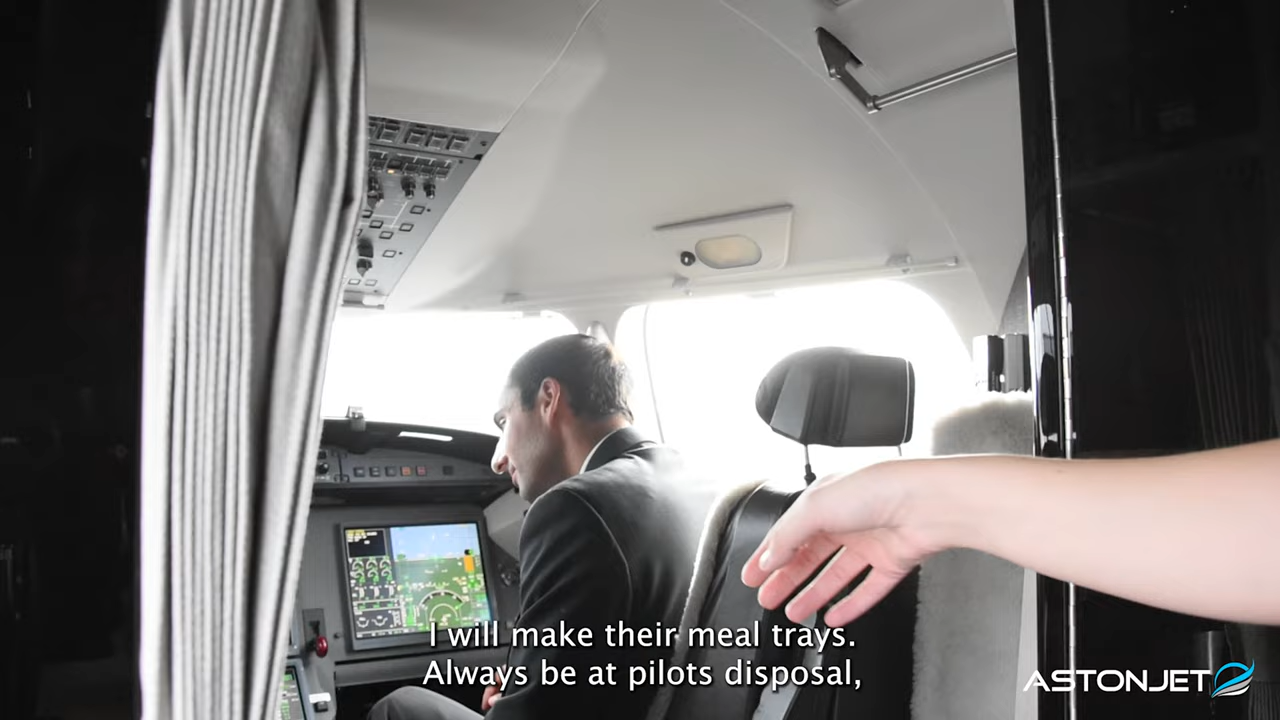 I will make their meal trays.
Always be at pilots disposal,
ASTONJET